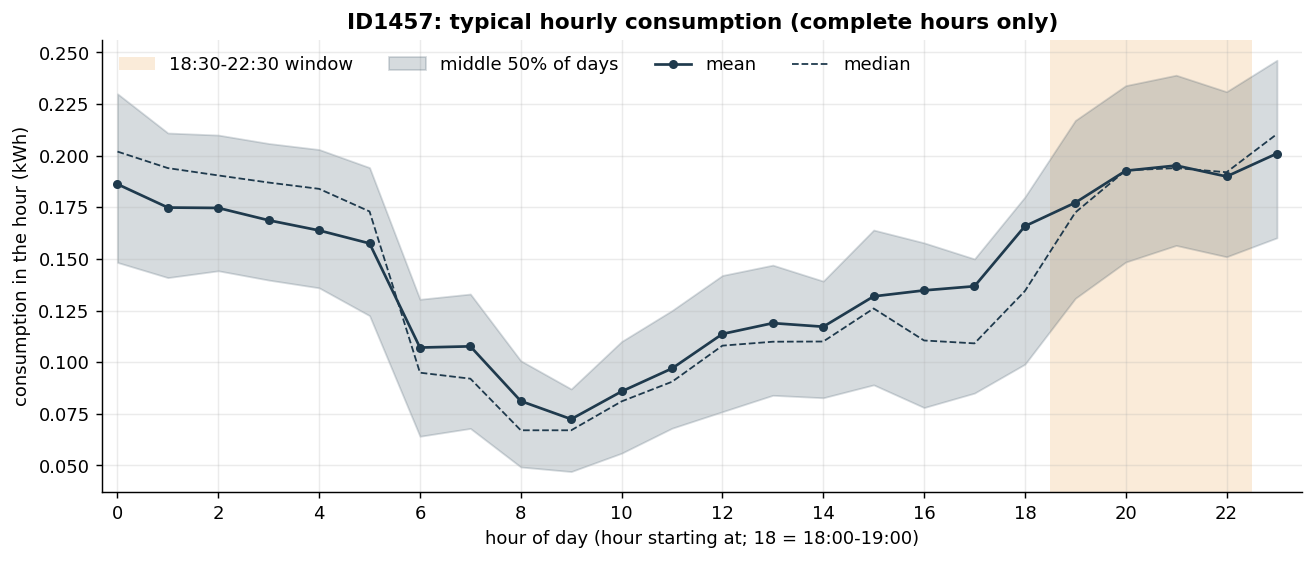 ID1457: typical hourly consumption (complete hours only)
18:30-22:30 window
middle 50% of days
mean
median
consumption in the hour (kWh)
0.250
0.225
0.200
0.175
0.150
0.125
0.100
0.075
0.050
0 2 4 6 8 10 12 14 16 18 20 22
hour of day (hour starting at; 18 = 18:00-19:00)